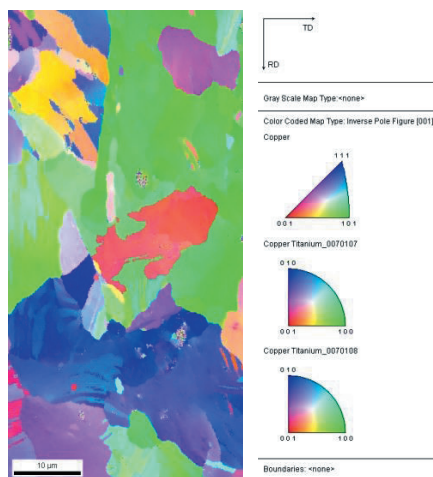 TD
RD
Gray Scale Map Type:<none>
Color Coded Map Type: Inverse Pole Figure [001]
Copper
1 1 1
0 0 1
1 0 1
Copper Titanium_0070107
0 1 0
0 0 1
1 0 0
Copper Titanium_0070108
0 1 0
0 0 1
1 0 0
Boundaries: <none>
10 µm